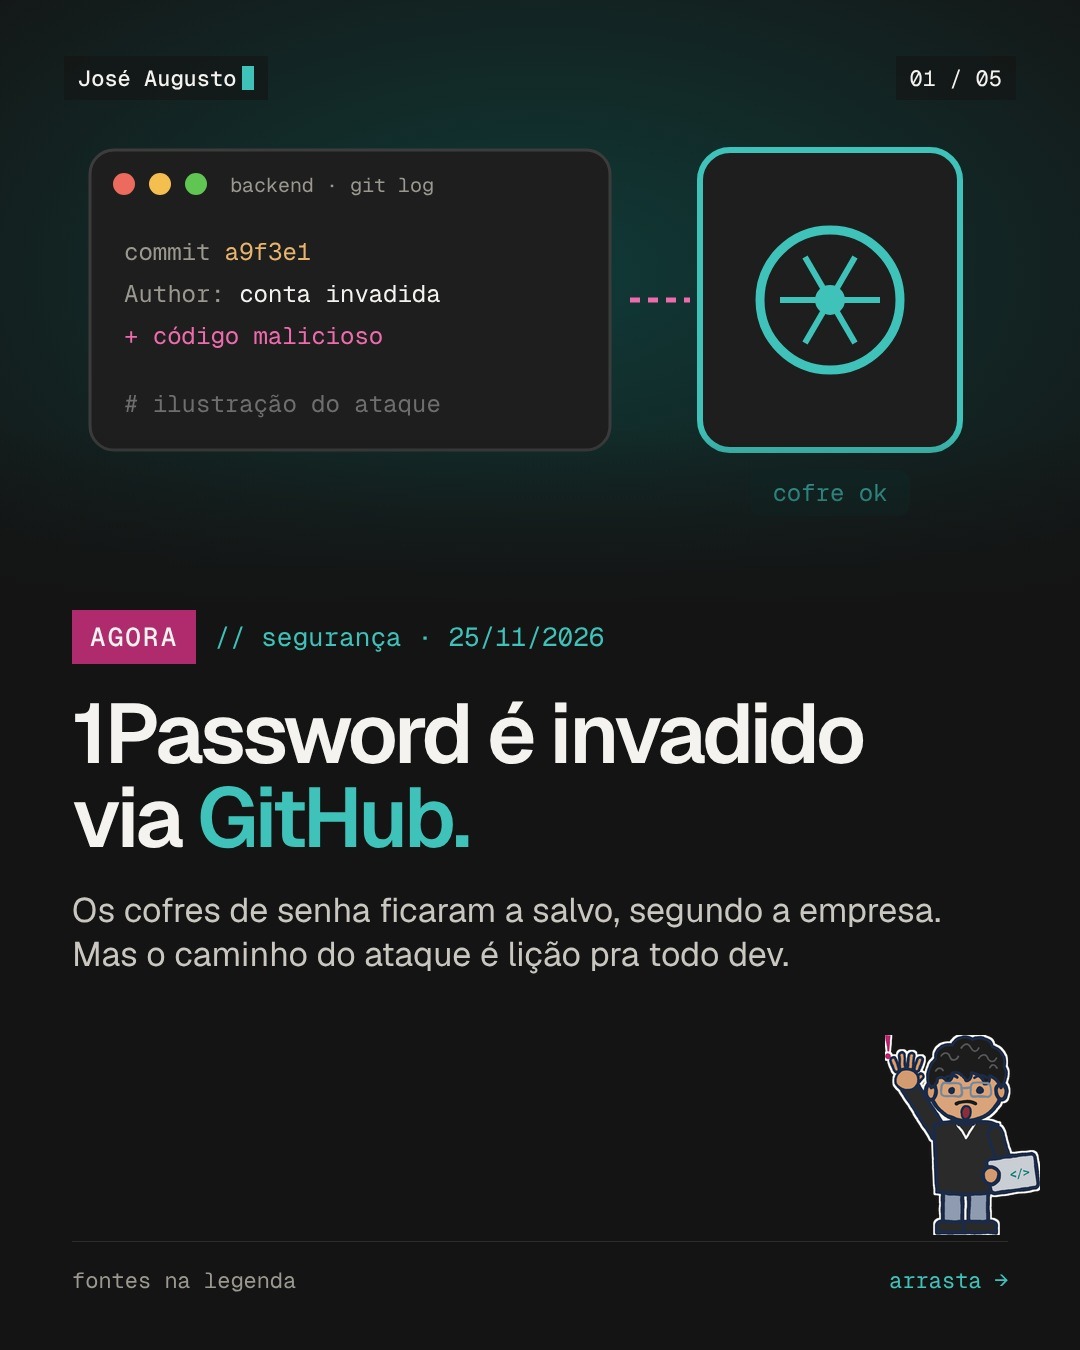 José Augusto
01 / 05
backend · git log
commit a9f3e1
Author: conta invadida
+ código malicioso
# ilustração do ataque
cofre ok
AGORA // segurança · 25/11/2026
1Password é invadido
via GitHub.
Os cofres de senha ficaram a salvo, segundo a empresa.
Mas o caminho do ataque é lição pra todo dev.
</>
fontes na legenda
arrasta →